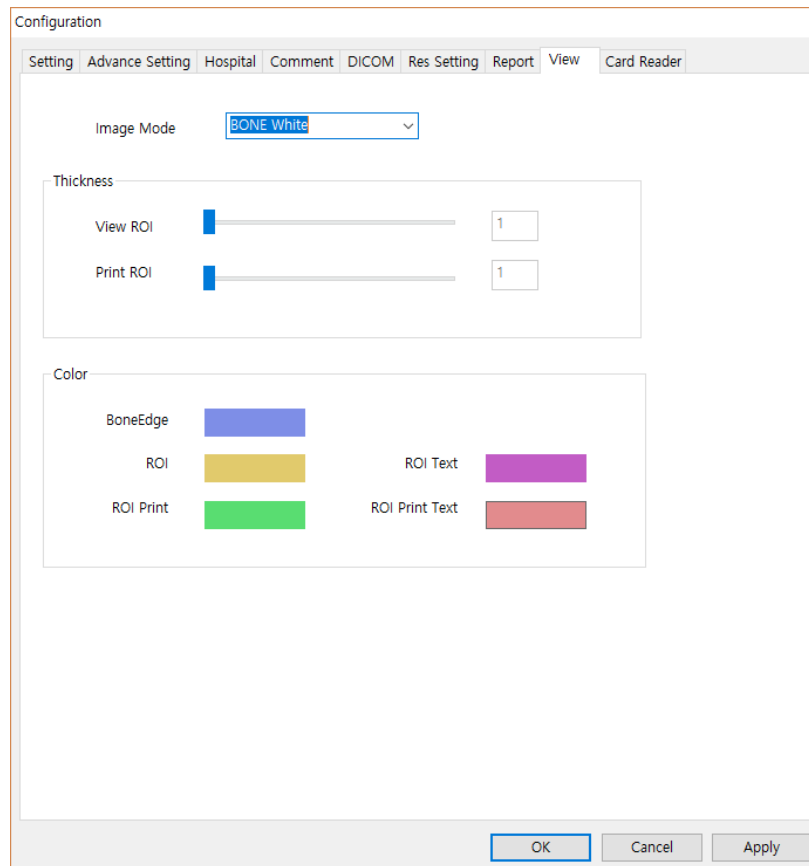 Configuration
Setting Advance Setting Hospital Comment DICOM Res Setting Report View Card Reader
Image Mode BONE White
Thickness
View ROI 1
Print ROI 1
Color
BoneEdge
ROI ROI Text
ROI Print ROI Print Text
OK Cancel Apply